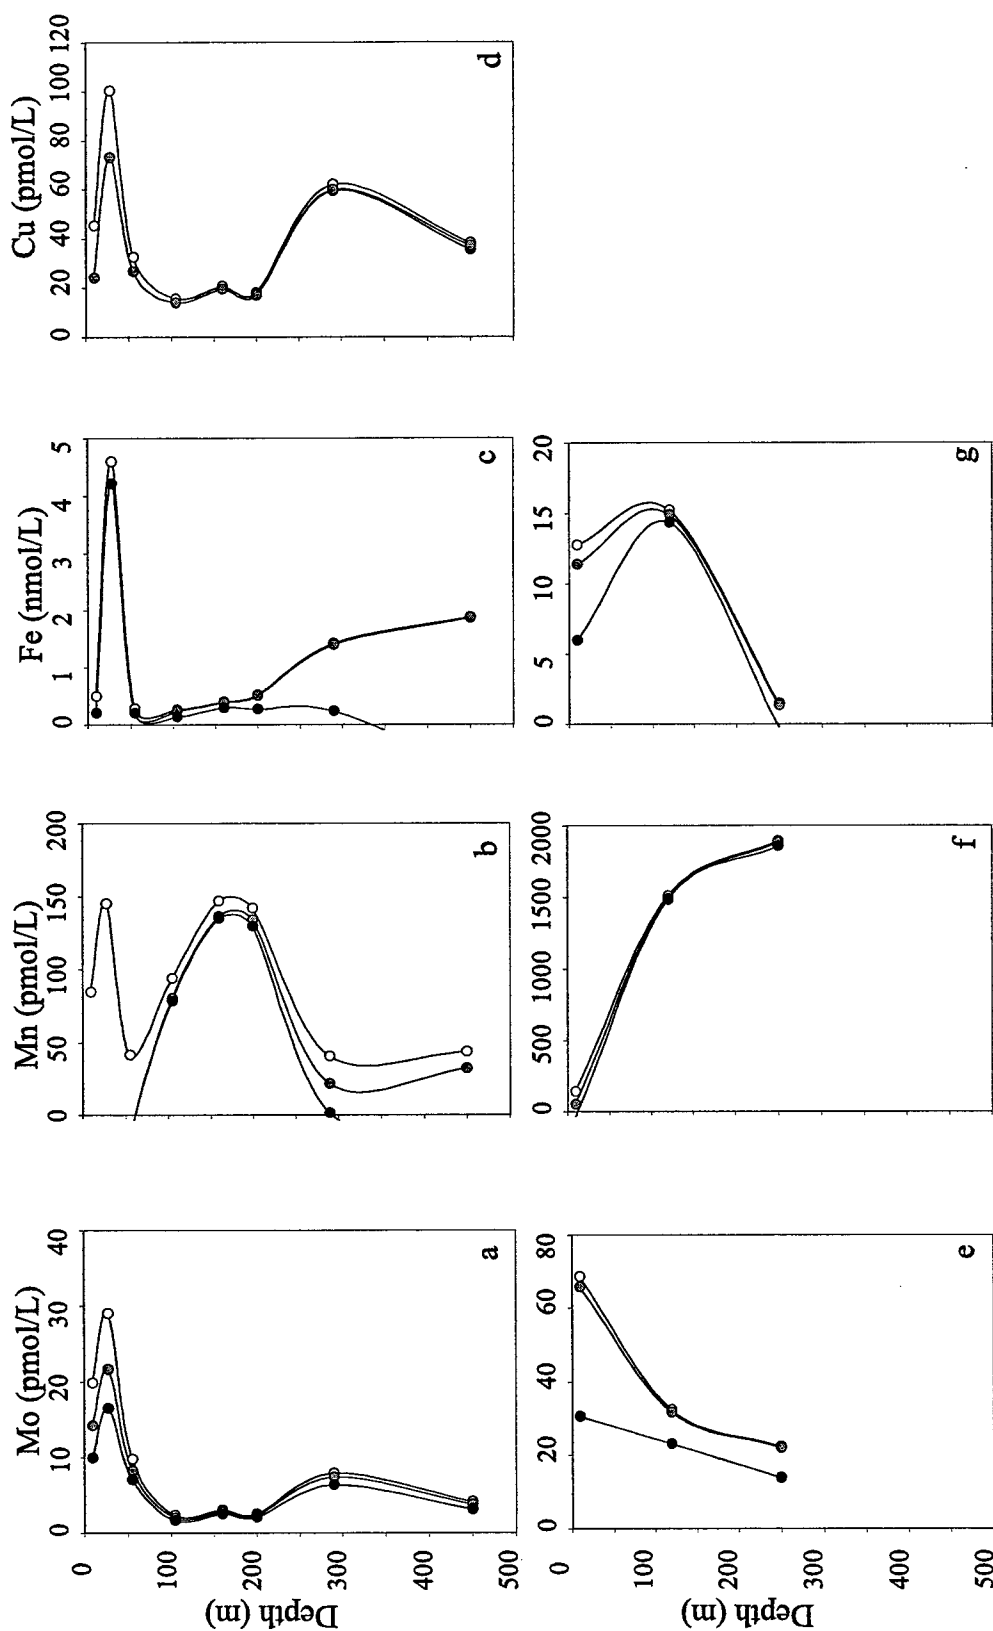 Mo (pmol/L)
0 10 20 30 40
Mn (pmol/L)
0 50 100 150 200
Fe (nmol/L)
0 1 2 3 4 5
Cu (pmol/L)
0 20 40 60 80 100 120
Depth (m)
0
100
200
300
400
500
a
b
c
d
0 20 40 60 80
0 500 1000 1500 2000
0 5 10 15 20
Depth (m)
0
100
200
300
400
500
e
f
g